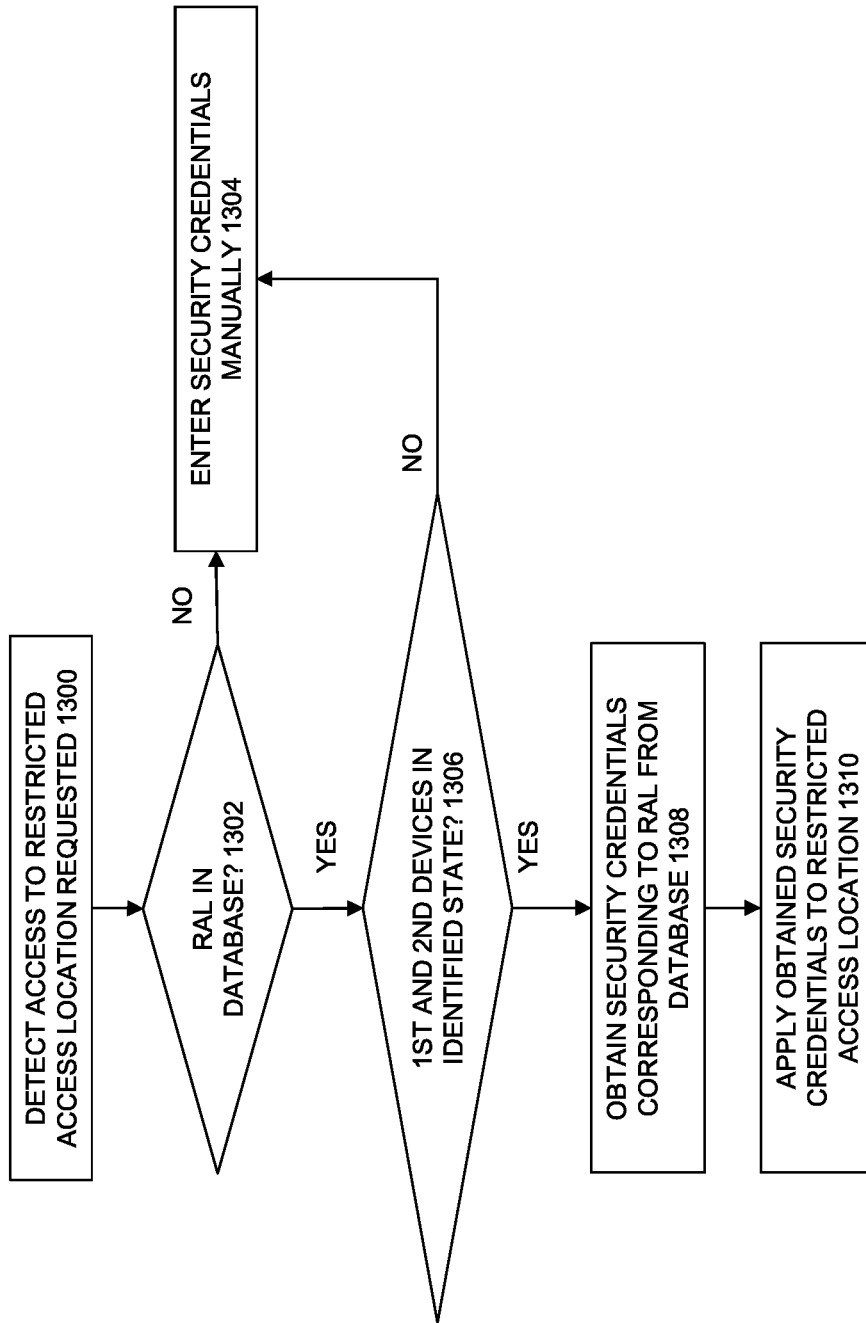 DETECT ACCESS TO RESTRICTED
ACCESS LOCATION REQUESTED 1300
RAL IN
DATABASE? 1302
NO
ENTER SECURITY CREDENTIALS
MANUALLY 1304
YES
1ST AND 2ND DEVICES IN
IDENTIFIED STATE? 1306
NO
YES
OBTAIN SECURITY CREDENTIALS
CORRESPONDING TO RAL FROM
DATABASE 1308
APPLY OBTAINED SECURITY
CREDENTIALS TO RESTRICTED
ACCESS LOCATION 1310